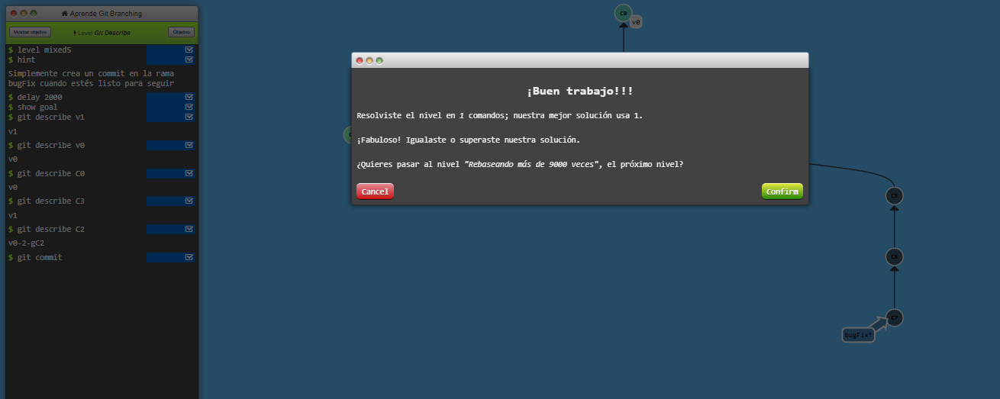 Aprende Git Branching
Mostrar objetivo
Level Git Describe
Objetivo
$ level mixed5
$ hint
Simplemente crea un commit en la rama
bugFix cuando estés listo para seguir
$ delay 2000
$ show goal
$ git describe v1
v1
$ git describe v0
v0
$ git describe C0
v0
$ git describe C3
v1
$ git describe C2
v0-2-gC2
$ git commit
C0
v0
¡Buen trabajo!!!
Resolviste el nivel en 1 comandos; nuestra mejor solución usa 1.
¡Fabuloso! Igualaste o superaste nuestra solución.
¿Quieres pasar al nivel "Rebaseando más de 9000 veces", el próximo nivel?
Cancel
Confirm
C5
C6
C7
bugFix*